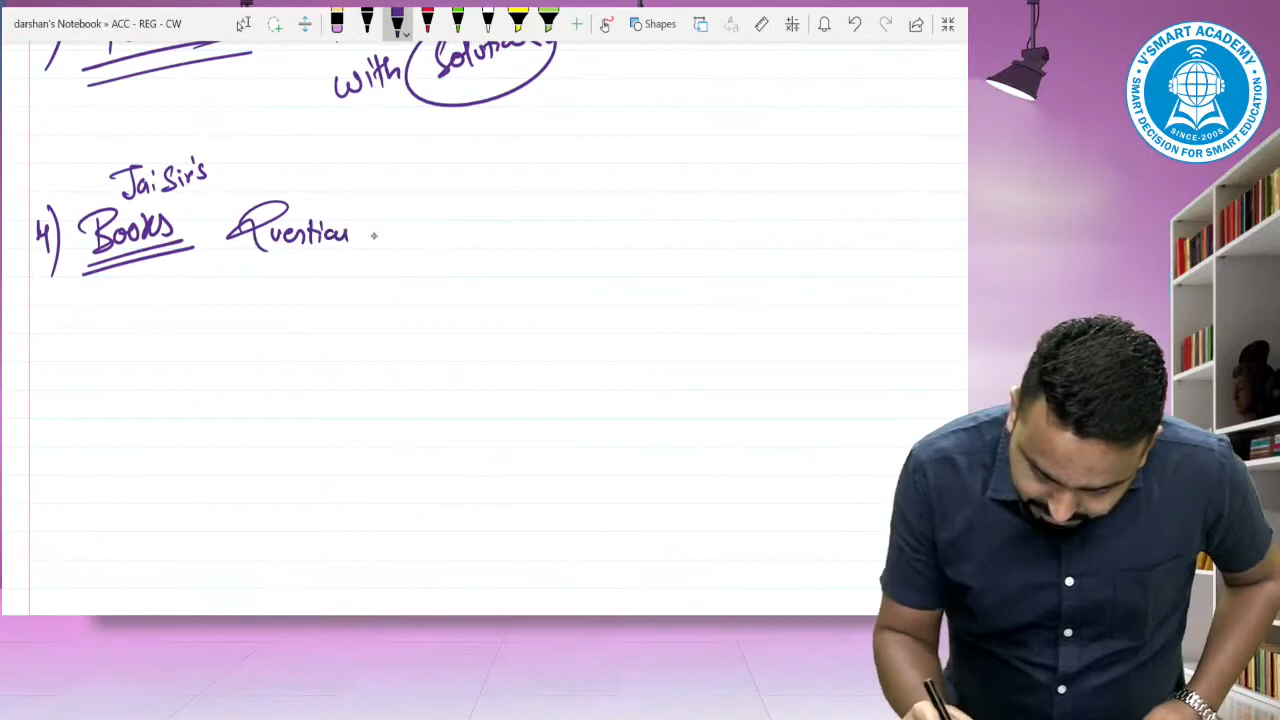 darshan's Notebook » ACC - REG - CW
Shapes
with Solution
Jai Sir's
4) Books Question
V'SMART ACADEMY
SINCE-2005
SMART DECISION FOR SMART EDUCATION